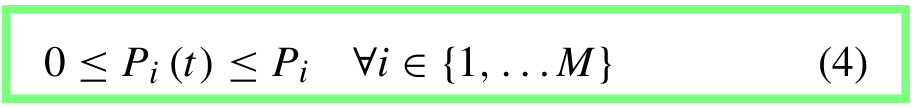 0 ≤ P_i (t) ≤ P_i ∀i ∈ {1, . . . M} (4)